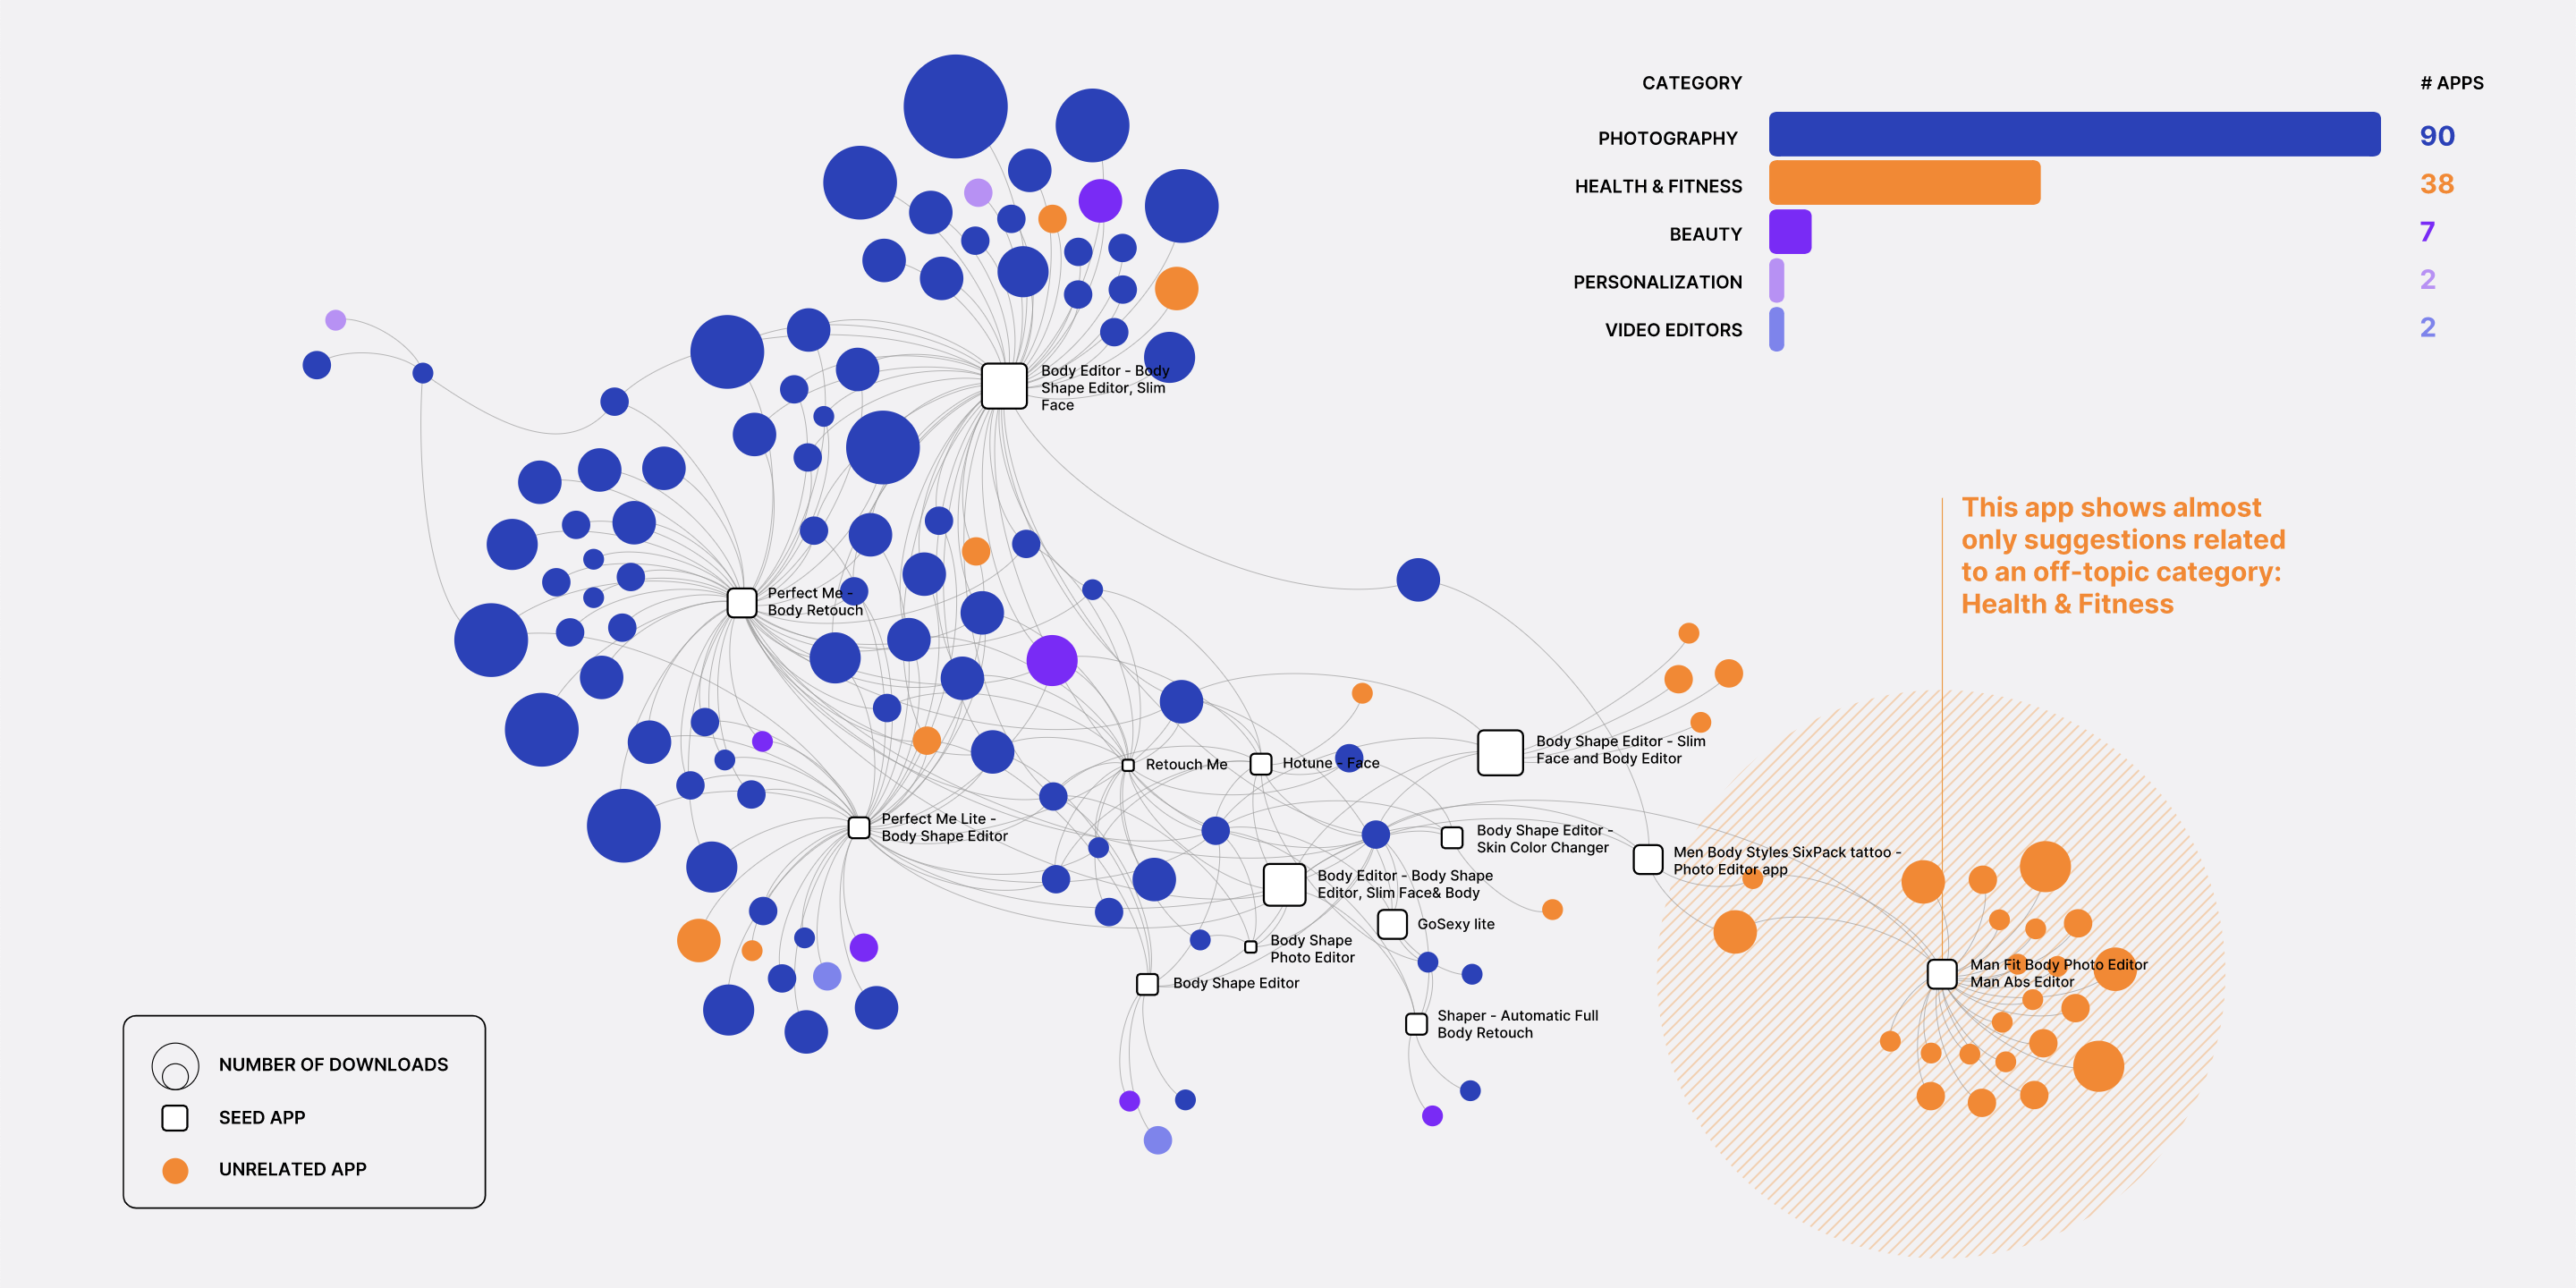 CATEGORY # APPS
PHOTOGRAPHY 90
HEALTH & FITNESS 38
BEAUTY 7
PERSONALIZATION 2
VIDEO EDITORS 2
Body Editor - Body
Shape Editor, Slim
Face
This app shows almost
only suggestions related
to an off-topic category:
Health & Fitness
Perfect Me -
Body Retouch
Body Shape Editor - Slim
Face and Body Editor
Retouch Me
Hotune - Face
Perfect Me Lite -
Body Shape Editor
Body Shape Editor -
Skin Color Changer
Men Body Styles SixPack tattoo -
Photo Editor app
Body Editor - Body Shape
Editor, Slim Face& Body
GoSexy lite
Body Shape
Photo Editor
Man Fit Body Photo Editor
Man Abs Editor
Body Shape Editor
Shaper - Automatic Full
Body Retouch
NUMBER OF DOWNLOADS
SEED APP
UNRELATED APP